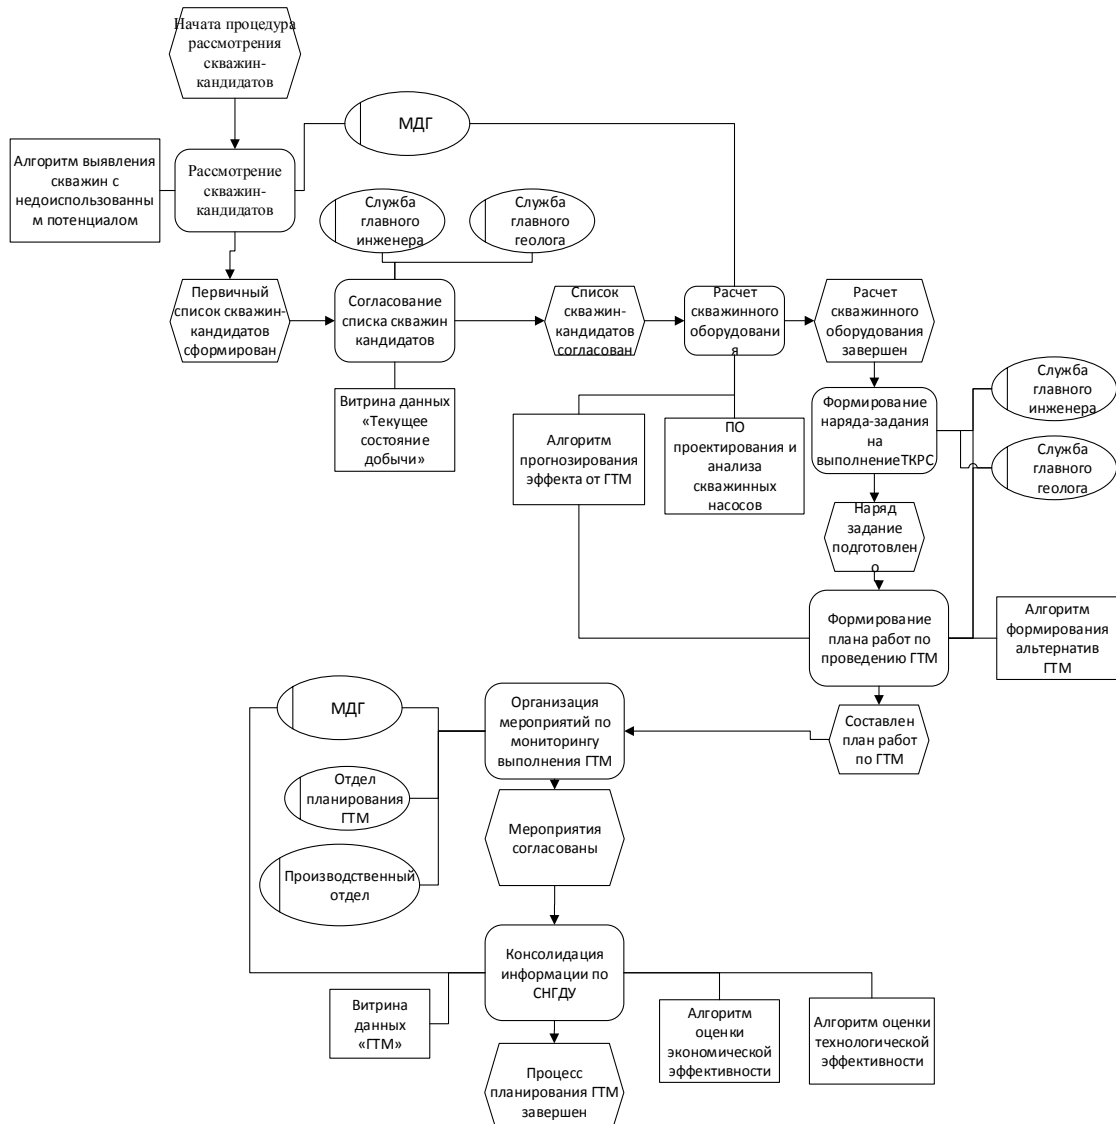 Начата процедура
рассмотрения
скважин-
кандидатов
МДГ
Алгоритм выявления
скважин с
недоиспользованны
м потенциалом
Рассмотрение
скважин-
кандидатов
Служба
главного
инженера
Служба
главного
геолога
Первичный
список скважин-
кандидатов
сформирован
Согласование
списка скважин
кандидатов
Список
скважин-
кандидатов
согласован
Расчет
скважинного
оборудовани
я
Расчет
скважинного
оборудования
завершен
Витрина данных
«Текущее
состояние
добычи»
Алгоритм
прогнозирования
эффекта от ГТМ
ПО
проектирования и
анализа
скважинных
насосов
Формирование
наряда-задания
на
выполнение ТКРС
Служба
главного
инженера
Служба
главного
геолога
Наряд
задание
подготовлен
о
Формирование
плана работ по
проведению ГТМ
Алгоритм
формирования
альтернатив
ГТМ
МДГ
Организация
мероприятий по
мониторингу
выполнения ГТМ
Составлен
план работ
по ГТМ
Отдел
планирования
ГТМ
Мероприятия
согласованы
Производственный
отдел
Консолидация
информации по
СНГДУ
Витрина
данных
«ГТМ»
Алгоритм
оценки
экономической
эффективности
Алгоритм оценки
технологической
эффективности
Процесс
планирования ГТМ
завершен